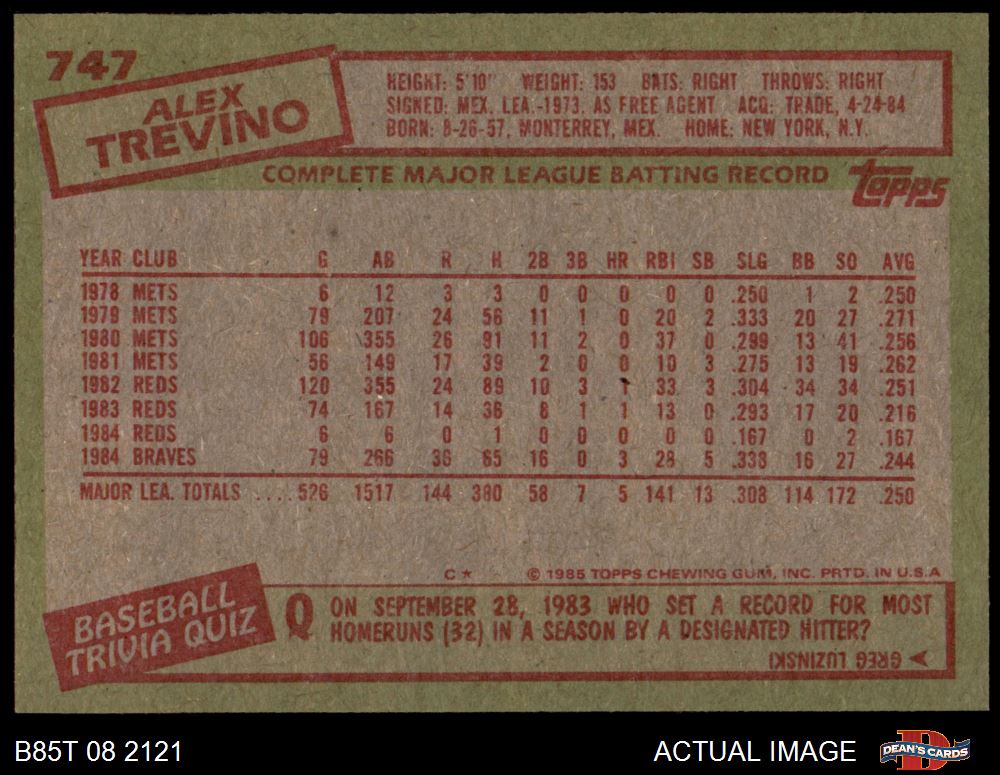 747
ALEX
TREVINO
HEIGHT: 5'10" WEIGHT: 153 BATS: RIGHT THROWS: RIGHT
SIGNED: MEX. LEA.-1973, AS FREE AGENT ACQ: TRADE, 4-24-84
BORN: 8-26-57, MONTERREY, MEX. HOME: NEW YORK, N.Y.
COMPLETE MAJOR LEAGUE BATTING RECORD
topps
YEAR CLUB G AB R H 2B 3B HR RBI SB SLG BB SO AVG
1978 METS 6 12 3 3 0 0 0 0 0 .250 1 2 .250
1979 METS 79 207 24 56 11 1 0 20 2 .333 20 27 .271
1980 METS 106 355 26 91 11 2 0 37 0 .299 13 41 .256
1981 METS 56 149 17 39 2 0 0 10 3 .275 13 19 .262
1982 REDS 120 355 24 89 10 3 1 33 3 .304 34 34 .251
1983 REDS 74 167 14 36 8 1 1 13 0 .293 17 20 .216
1984 REDS 6 6 0 1 0 0 0 0 0 .167 0 2 .167
1984 BRAVES 79 266 36 65 16 0 3 28 5 .338 16 27 .244
MAJOR LEA. TOTALS .... 526 1517 144 380 58 7 5 141 13 .308 114 172 .250
C★ © 1985 TOPPS CHEWING GUM, INC. PRTD. IN U.S.A
BASEBALL
TRIVIA QUIZ
Q ON SEPTEMBER 28, 1983 WHO SET A RECORD FOR MOST
HOMERUNS (32) IN A SEASON BY A DESIGNATED HITTER?
GREG LUZINSKI
B85T 08 2121
ACTUAL IMAGE
D
DEAN'S CARDS